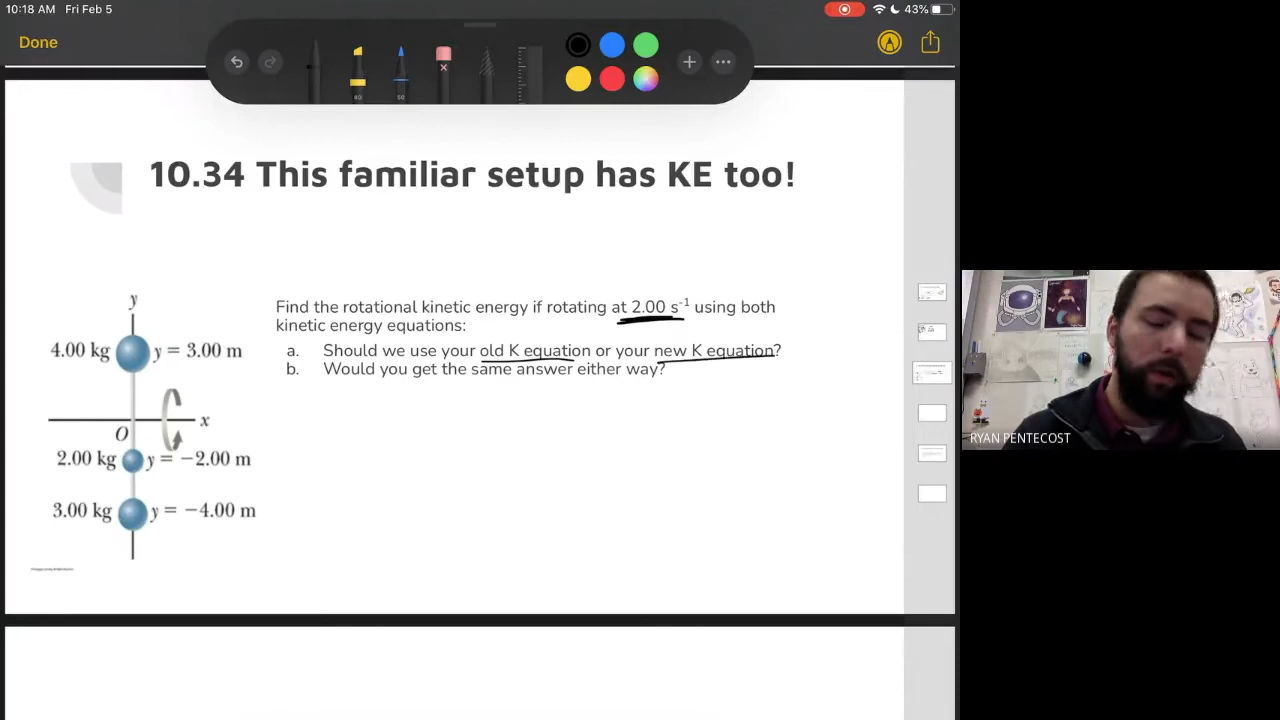 10:18 AM Fri Feb 5
43%
Done
80
50
10.34 This familiar setup has KE too!
Find the rotational kinetic energy if rotating at 2.00 s⁻¹ using both
kinetic energy equations:
a. Should we use your old K equation or your new K equation?
b. Would you get the same answer either way?
y
4.00 kg y = 3.00 m
x
O
2.00 kg y = −2.00 m
3.00 kg y = −4.00 m
RYAN PENTECOST